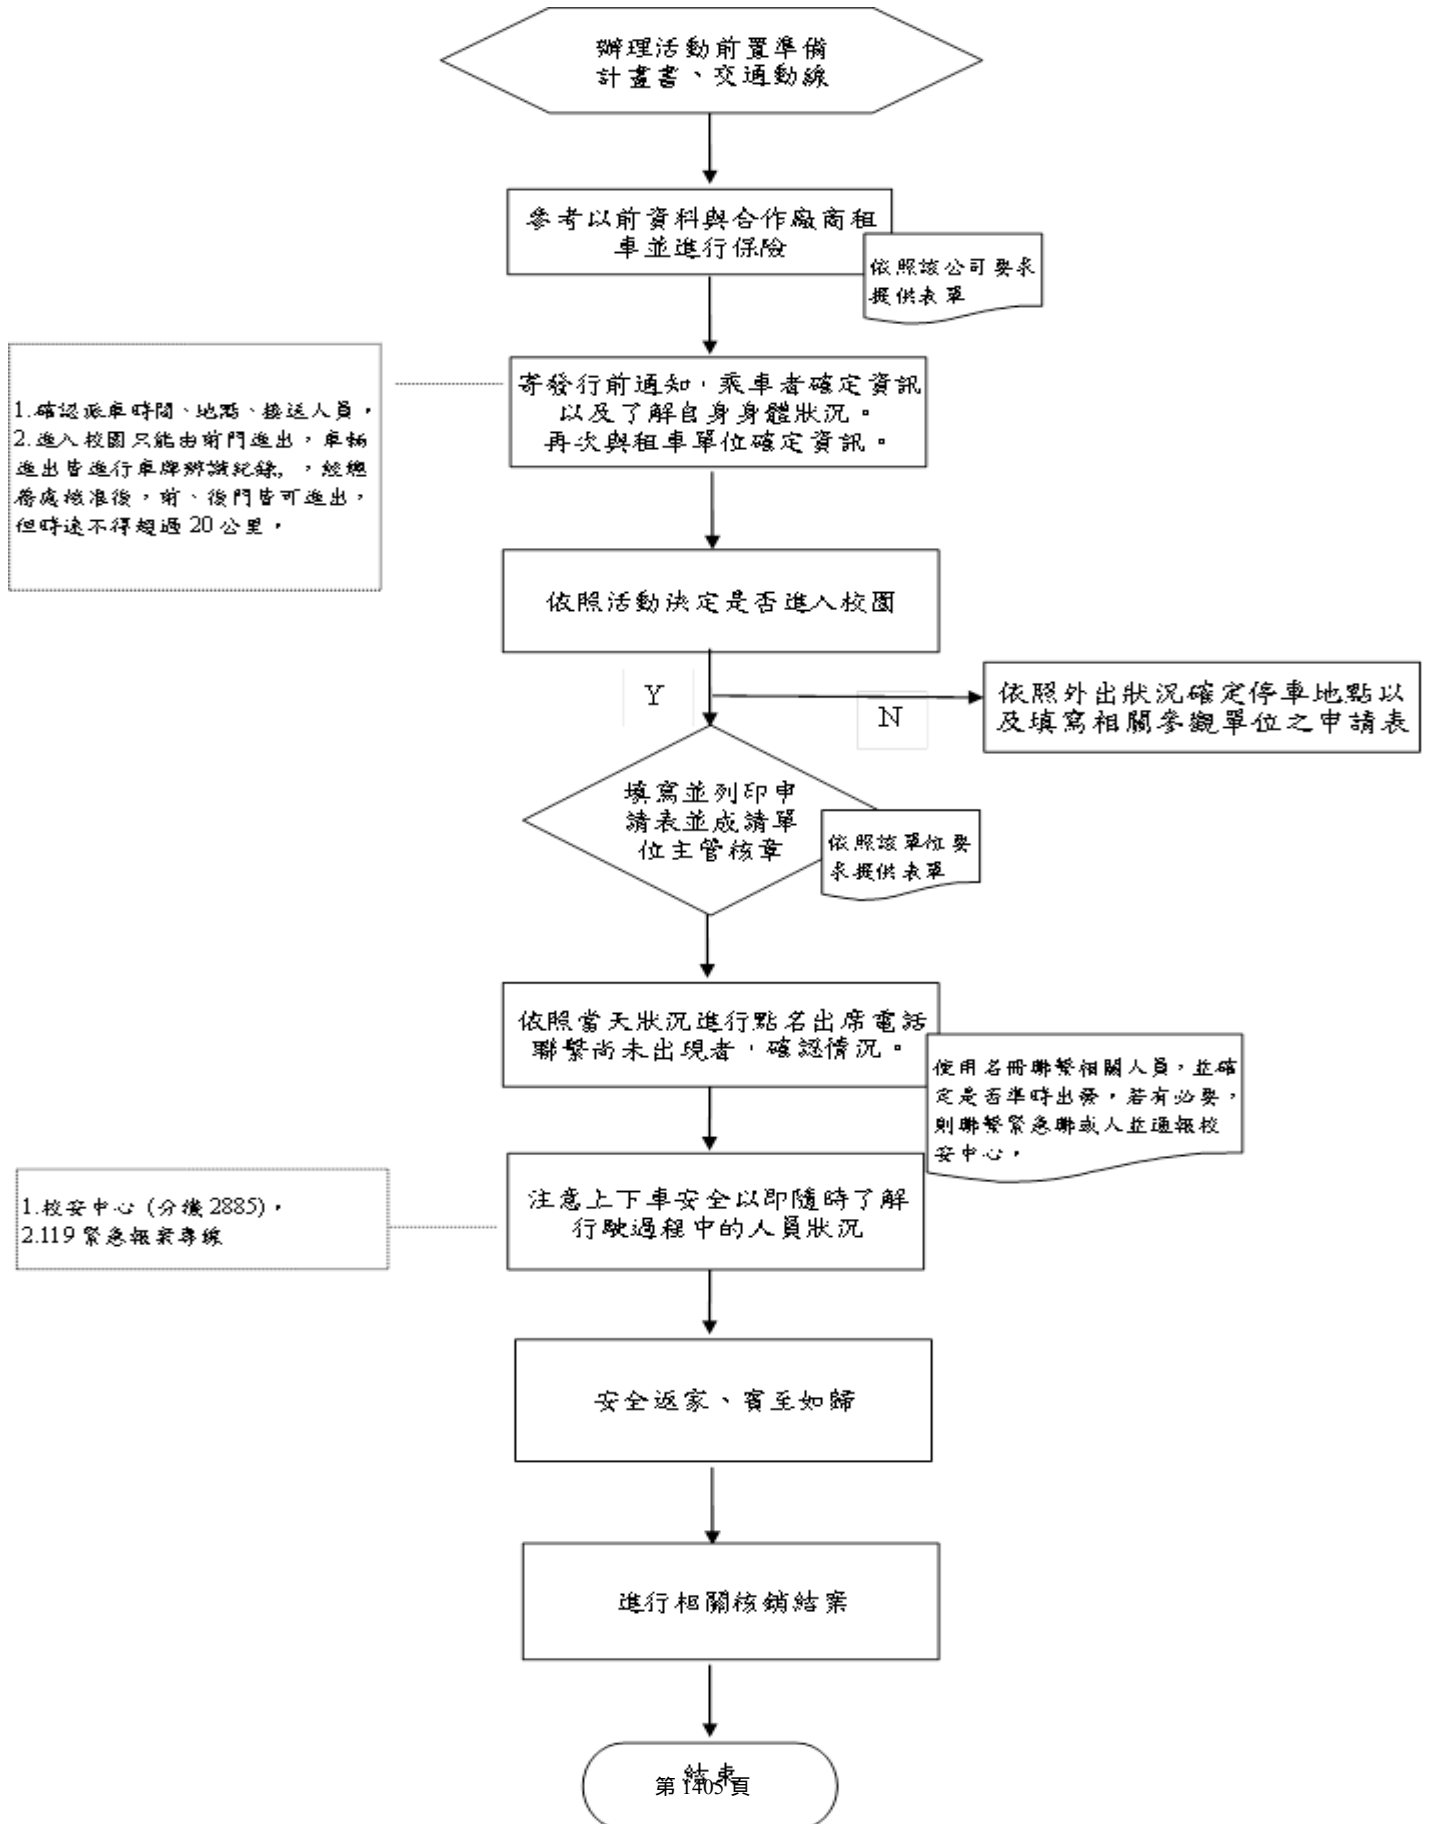 辦理活動前置準備
計畫書、交通動線
參考以前資料與合作廠商租
車並進行保險
依照該公司要求
提供表單
寄發行前通知,乘車者確定資訊
以及了解自身身體狀況。
再次與租車單位確定資訊。
1.確認派車時間、地點、接送人員,
2.進入校園只能由前門進出,車輛
進出皆進行車牌辨識紀錄, ,經總
務處核准後,前、後門皆可進出,
但時速不得超過 20 公里,
依照活動決定是否進入校園
Y
N
依照外出狀況確定停車地點以
及填寫相關參觀單位之申請表
填寫並列印申
請表並成請單
位主管核章
依照該單位要
求提供表單
依照當天狀況進行點名出席電話
聯繫尚未出現者,確認情況。
使用名冊聯繫相關人員,並確
定是否準時出發,若有必要,
則聯繫緊急聯或人並通報校
安中心,
注意上下車安全以即隨時了解
行駛過程中的人員狀況
1.校安中心 (分機 2885),
2.119 緊急報案專線
安全返家、賓至如歸
進行相關核銷結案
結束
第 1405 頁